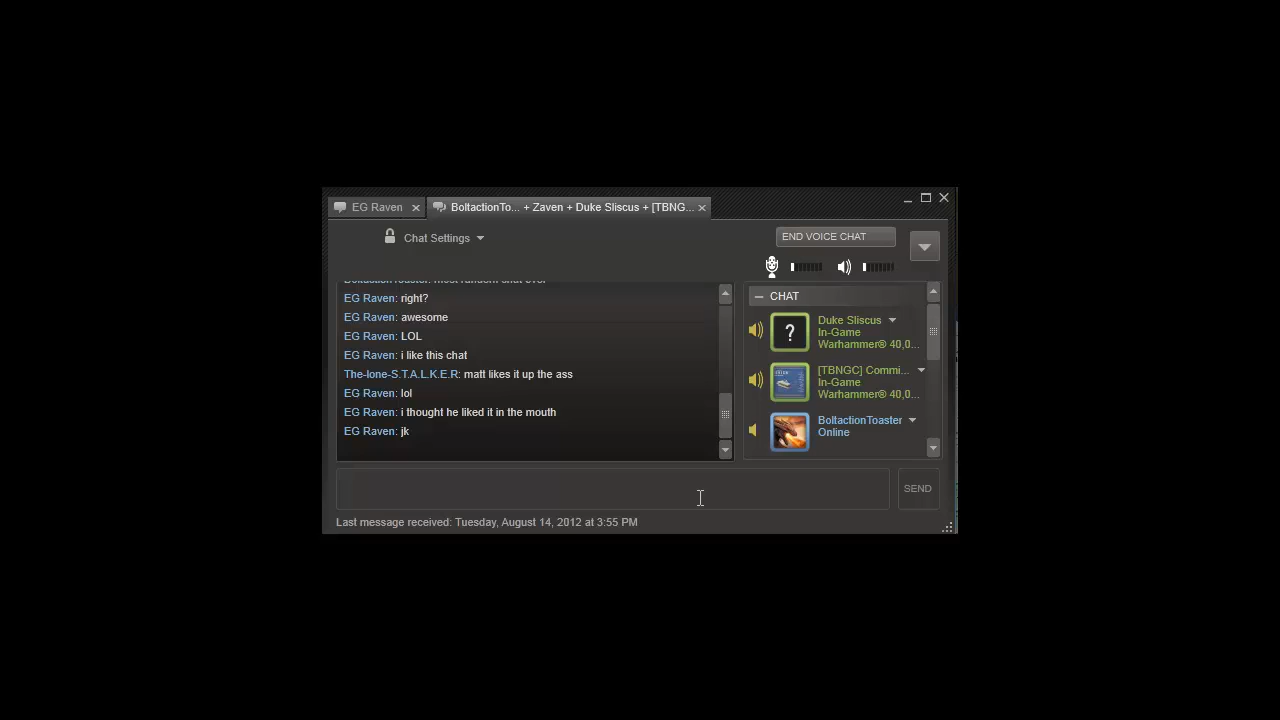 EG Raven
BoltactionTo... + Zaven + Duke Sliscus + [TBNG...
Chat Settings
END VOICE CHAT
EG Raven: right?
EG Raven: awesome
EG Raven: LOL
EG Raven: i like this chat
The-lone-S.T.A.L.K.E.R: matt likes it up the ass
EG Raven: lol
EG Raven: i thought he liked it in the mouth
EG Raven: jk
CHAT
?
Duke Sliscus
In-Game
Warhammer® 40,0...
[TBNGC] Commi...
In-Game
Warhammer® 40,0...
BoltactionToaster
Online
SEND
Last message received: Tuesday, August 14, 2012 at 3:55 PM